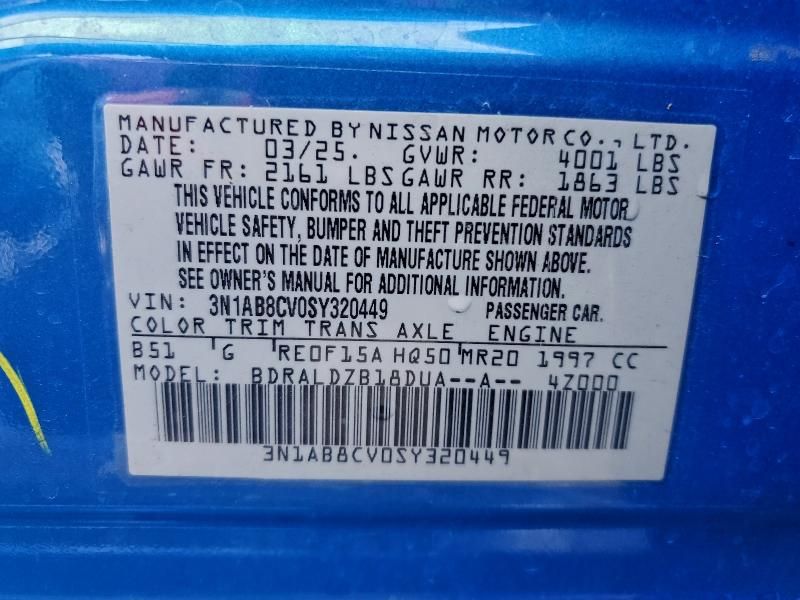 MANUFACTURED BY NISSAN MOTOR CO., LTD.
DATE: 03/25. GVWR: 4001 LBS
GAWR FR: 2161 LBS GAWR RR: 1863 LBS
THIS VEHICLE CONFORMS TO ALL APPLICABLE FEDERAL MOTOR
VEHICLE SAFETY, BUMPER AND THEFT PREVENTION STANDARDS
IN EFFECT ON THE DATE OF MANUFACTURE SHOWN ABOVE.
SEE OWNER'S MANUAL FOR ADDITIONAL INFORMATION.
VIN: 3N1AB8CV0SY320449 PASSENGER CAR.
COLOR TRIM TRANS AXLE ENGINE
B51 G RE0F15A HQ50 MR20 1997 CC
MODEL: BDRALDZB18DUA--A-- 4Z000
3N1AB8CV0SY320449